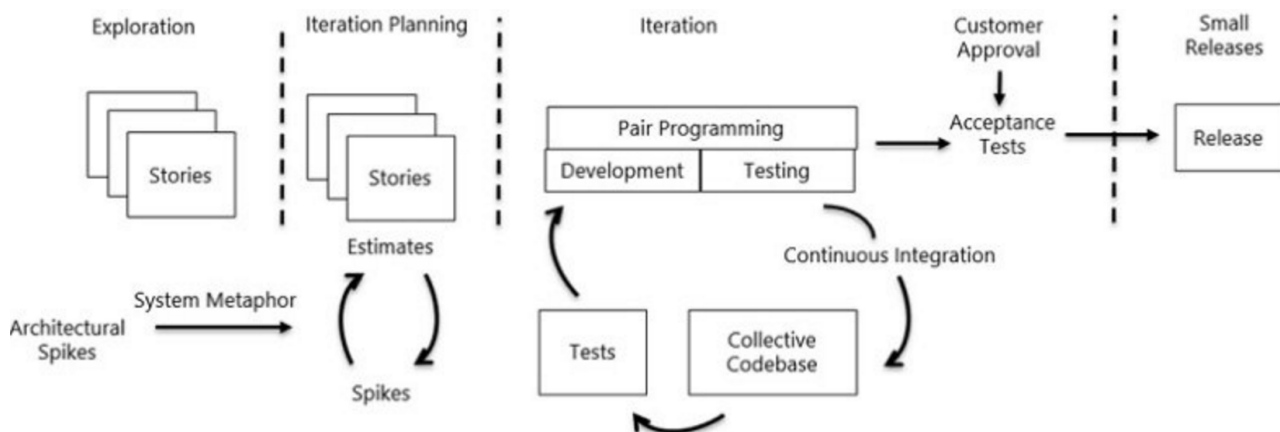 Exploration
Iteration Planning
Iteration
Customer
Approval
Small
Releases
Stories
Stories
Pair Programming
Development
Testing
Acceptance
Tests
Release
Estimates
Continuous Integration
System Metaphor
Architectural
Spikes
Spikes
Tests
Collective
Codebase